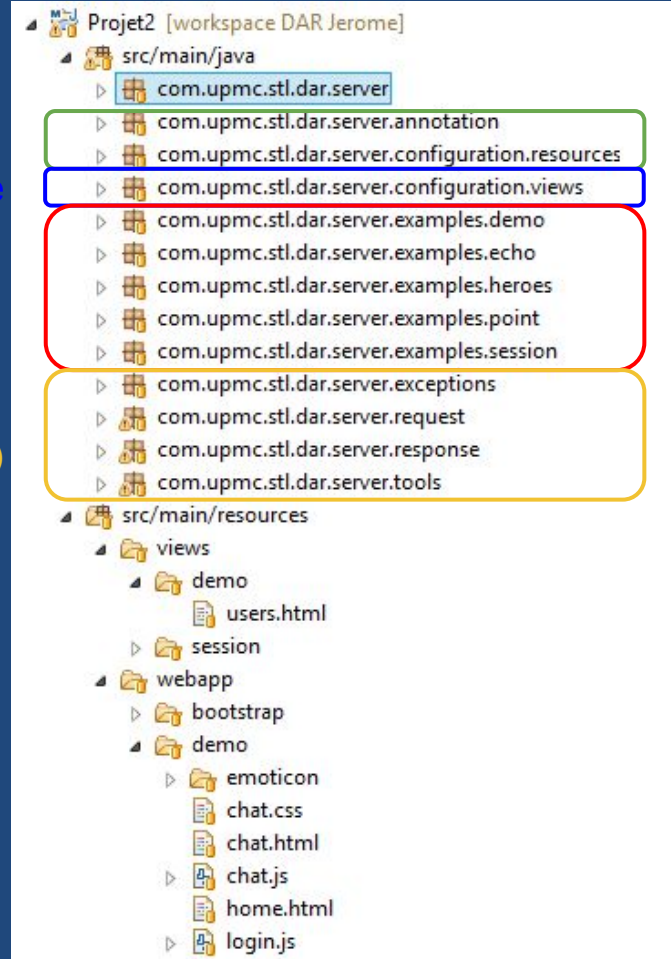 Projet2 [workspace DAR Jerome]
src/main/java
com.upmc.stl.dar.server
com.upmc.stl.dar.server.annotation
com.upmc.stl.dar.server.configuration.resources
com.upmc.stl.dar.server.configuration.views
com.upmc.stl.dar.server.examples.demo
com.upmc.stl.dar.server.examples.echo
com.upmc.stl.dar.server.examples.heroes
com.upmc.stl.dar.server.examples.point
com.upmc.stl.dar.server.examples.session
com.upmc.stl.dar.server.exceptions
com.upmc.stl.dar.server.request
com.upmc.stl.dar.server.response
com.upmc.stl.dar.server.tools
src/main/resources
views
demo
users.html
session
webapp
bootstrap
demo
emoticon
chat.css
chat.html
chat.js
home.html
login.js